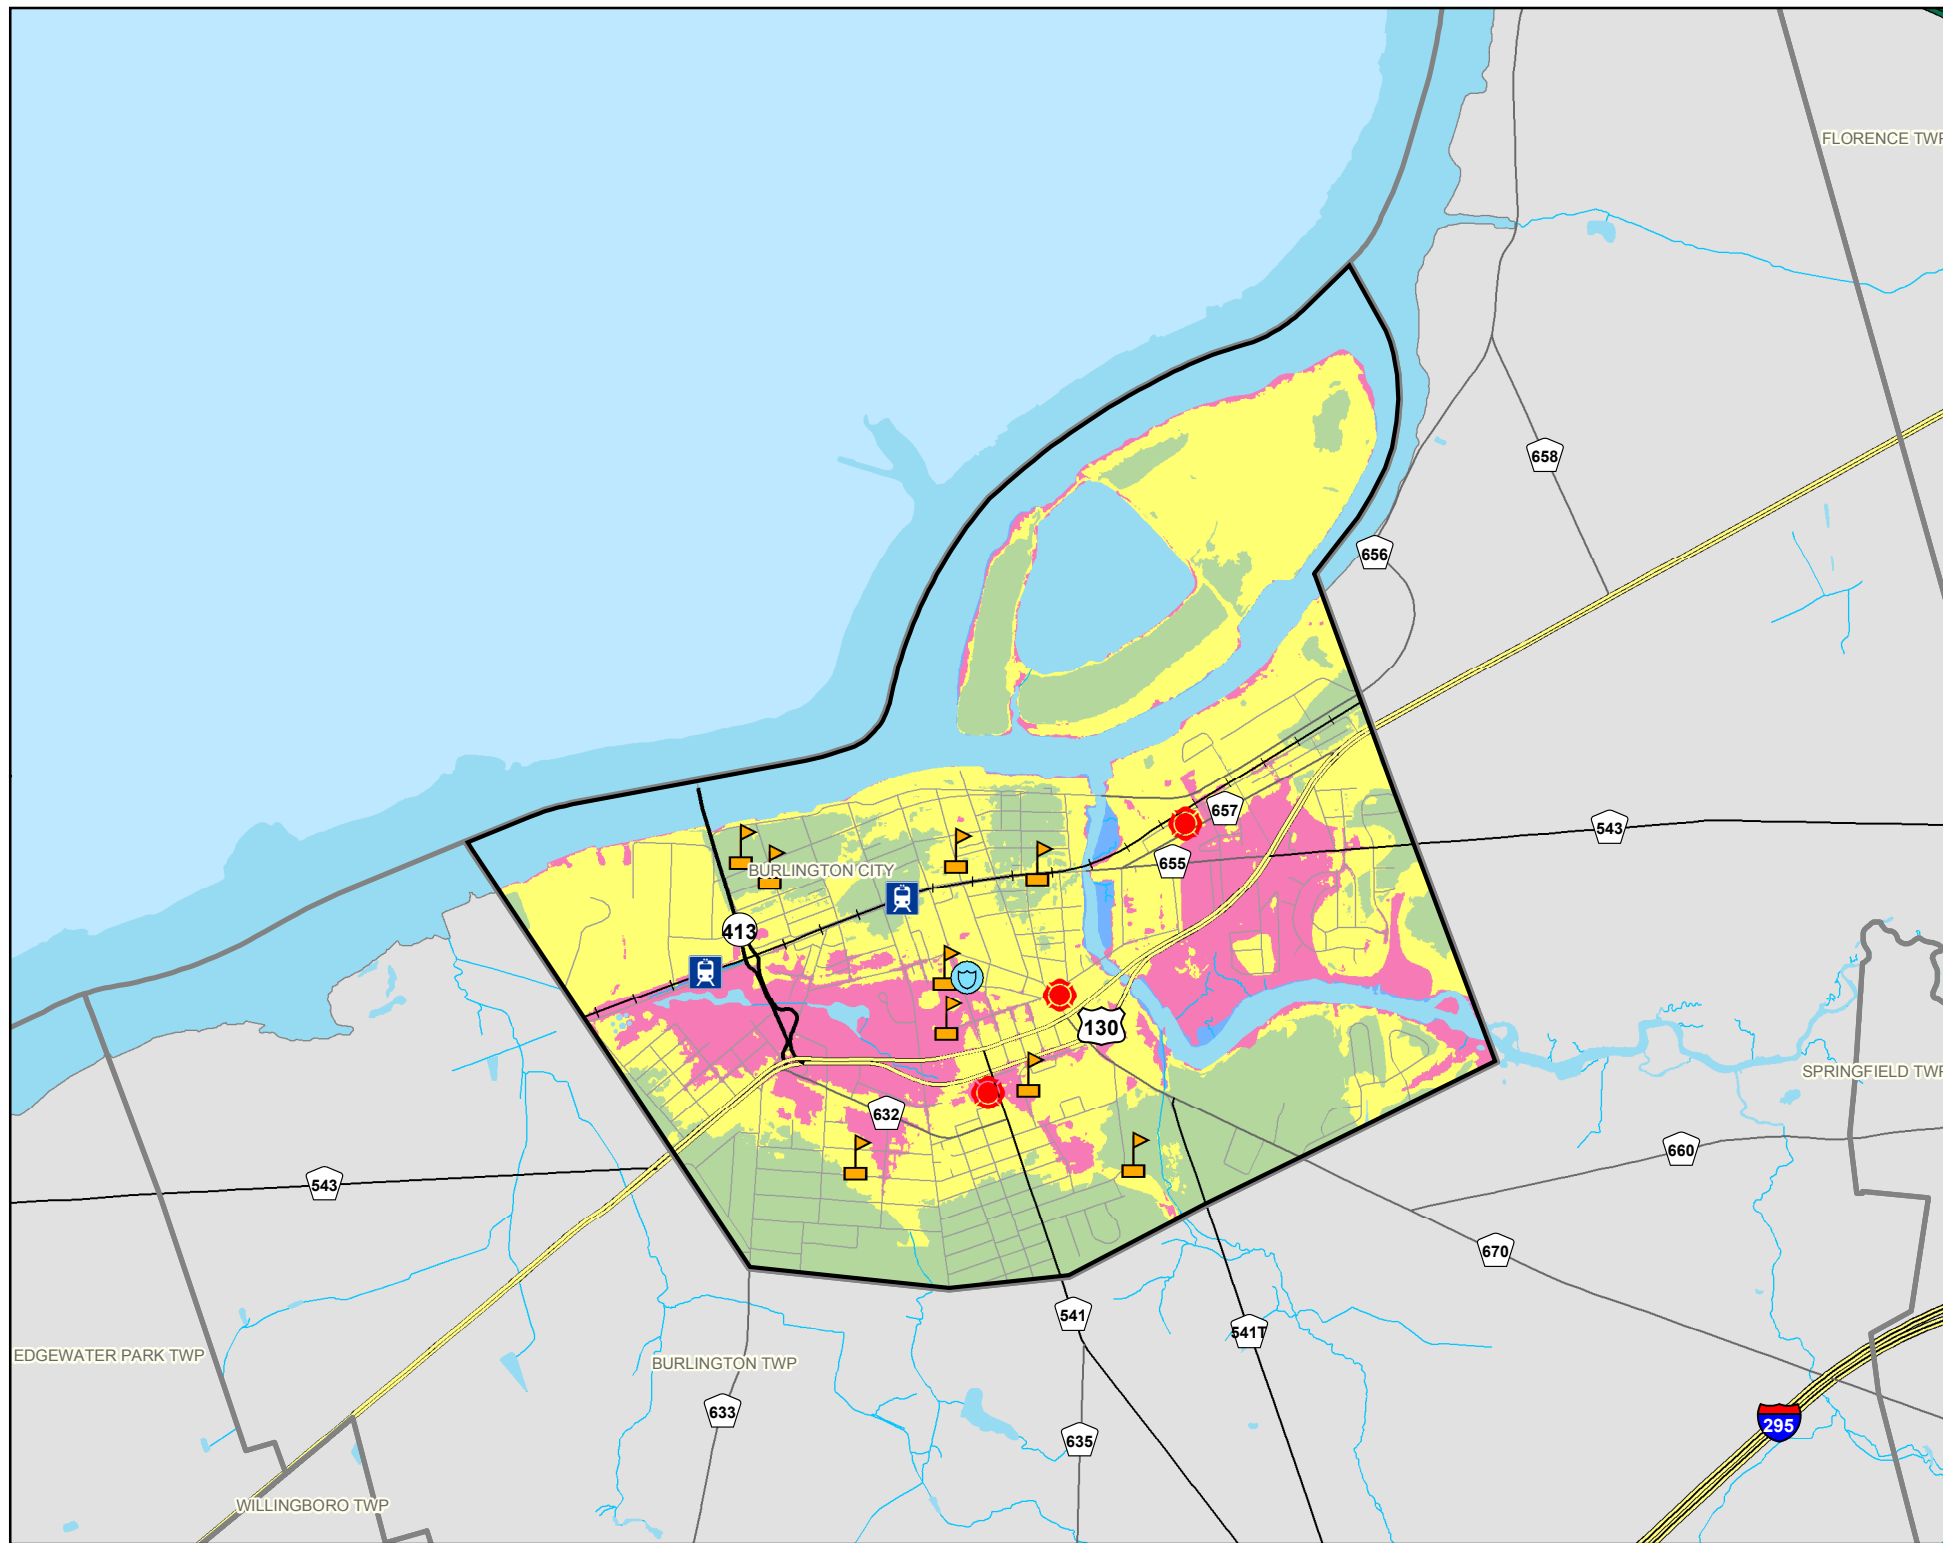 FLORENCE TWP
658
656
657
543
655
BURLINGTON CITY
413
130
SPRINGFIELD TWP
632
660
543
670
541
541T
EDGEWATER PARK TWP
BURLINGTON TWP
633
295
635
WILLINGBORO TWP